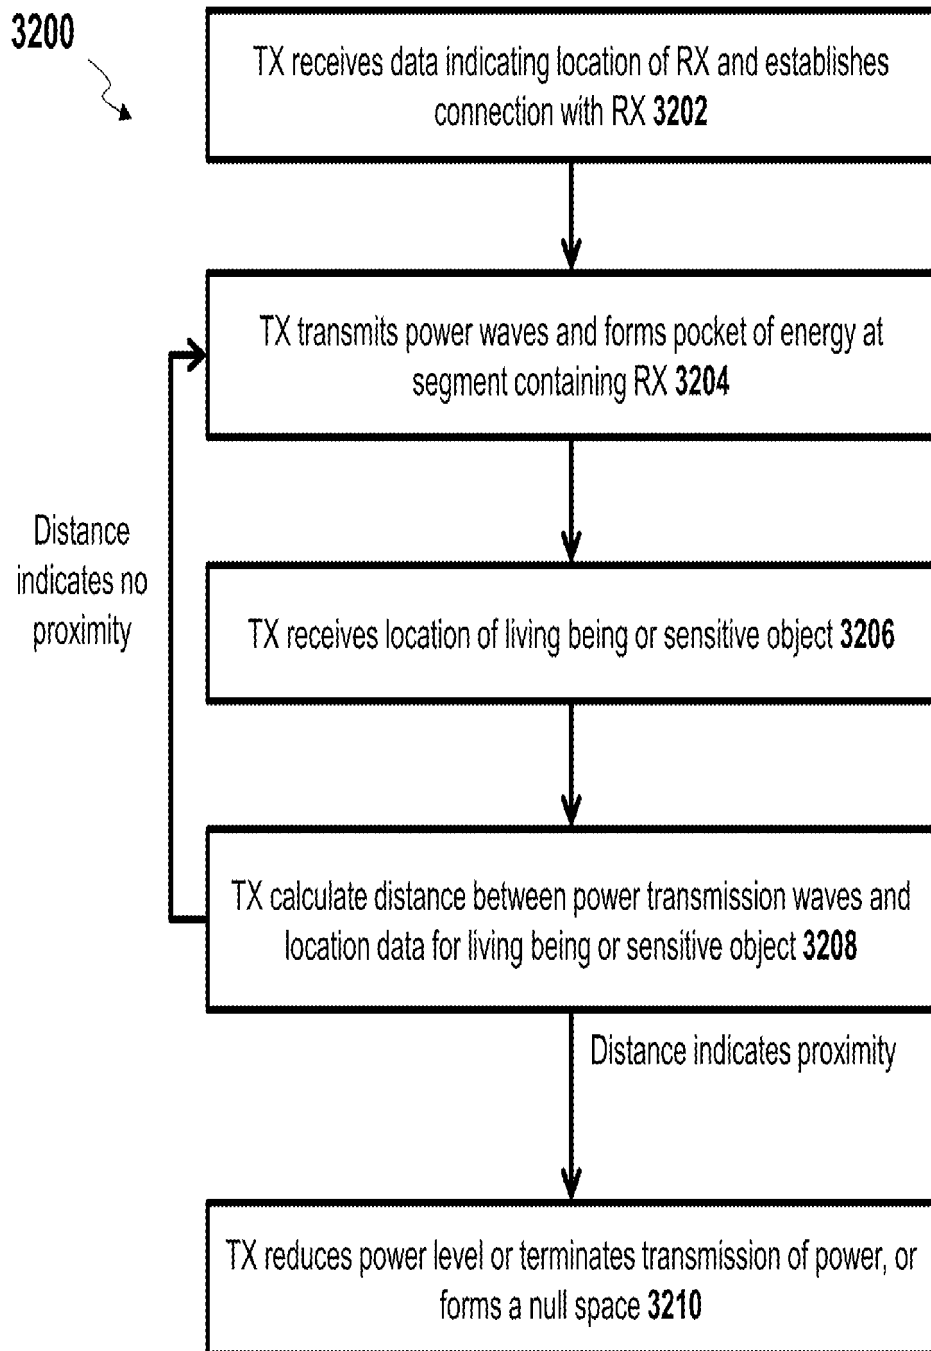 3200
TX receives data indicating location of RX and establishes
connection with RX 3202
TX transmits power waves and forms pocket of energy at
segment containing RX 3204
Distance
indicates no
proximity
TX receives location of living being or sensitive object 3206
TX calculate distance between power transmission waves and
location data for living being or sensitive object 3208
Distance indicates proximity
TX reduces power level or terminates transmission of power, or
forms a null space 3210